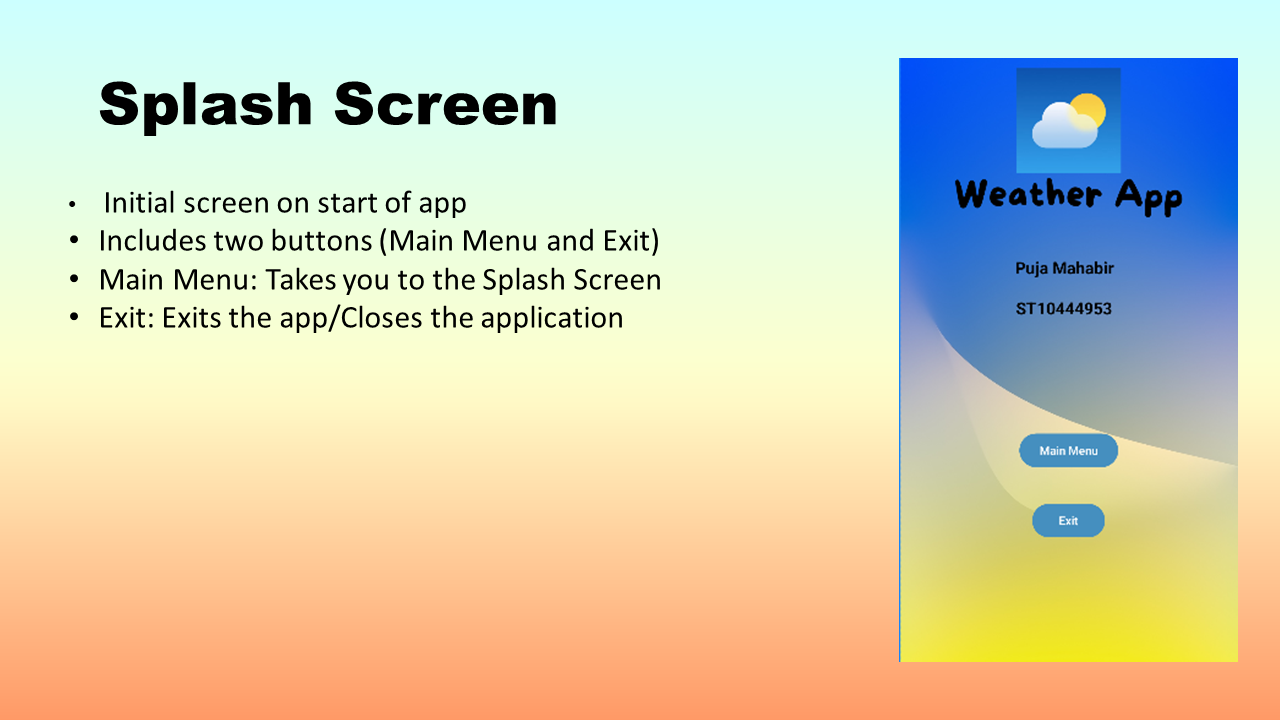 Splash Screen
• Initial screen on start of app
• Includes two buttons (Main Menu and Exit)
• Main Menu: Takes you to the Splash Screen
• Exit: Exits the app/Closes the application
Weather App
Puja Mahabir
ST10444953
Main Menu
Exit